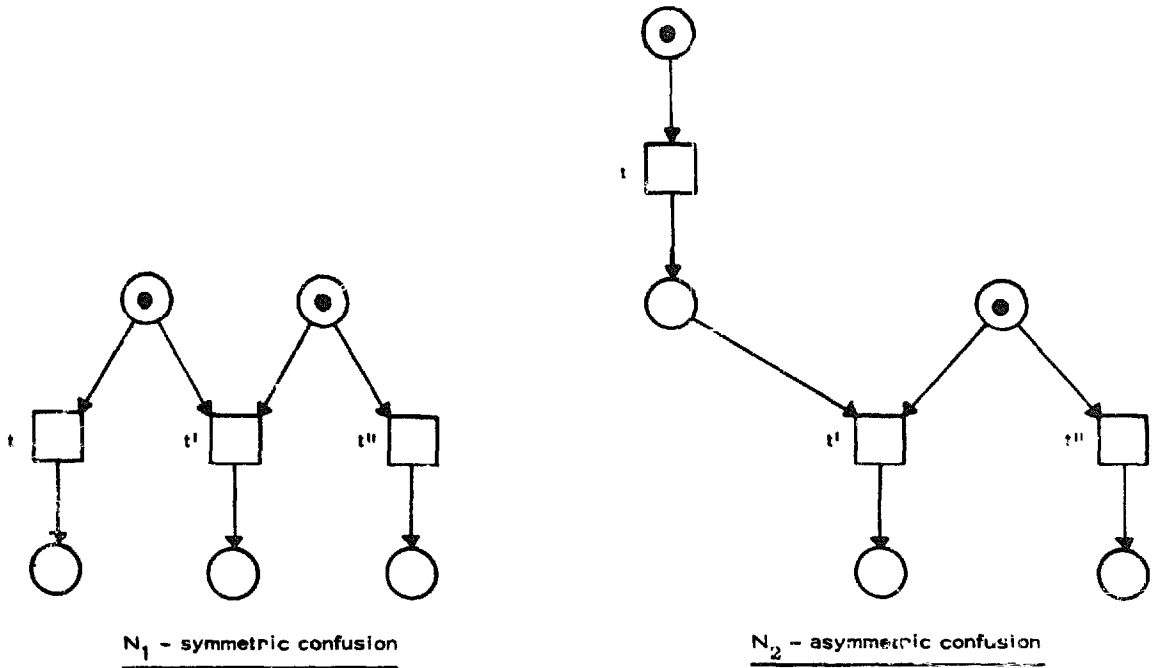 t
t
t'
t''
t'
t''
N₁ - symmetric confusion
N₂ - asymmetric confusion